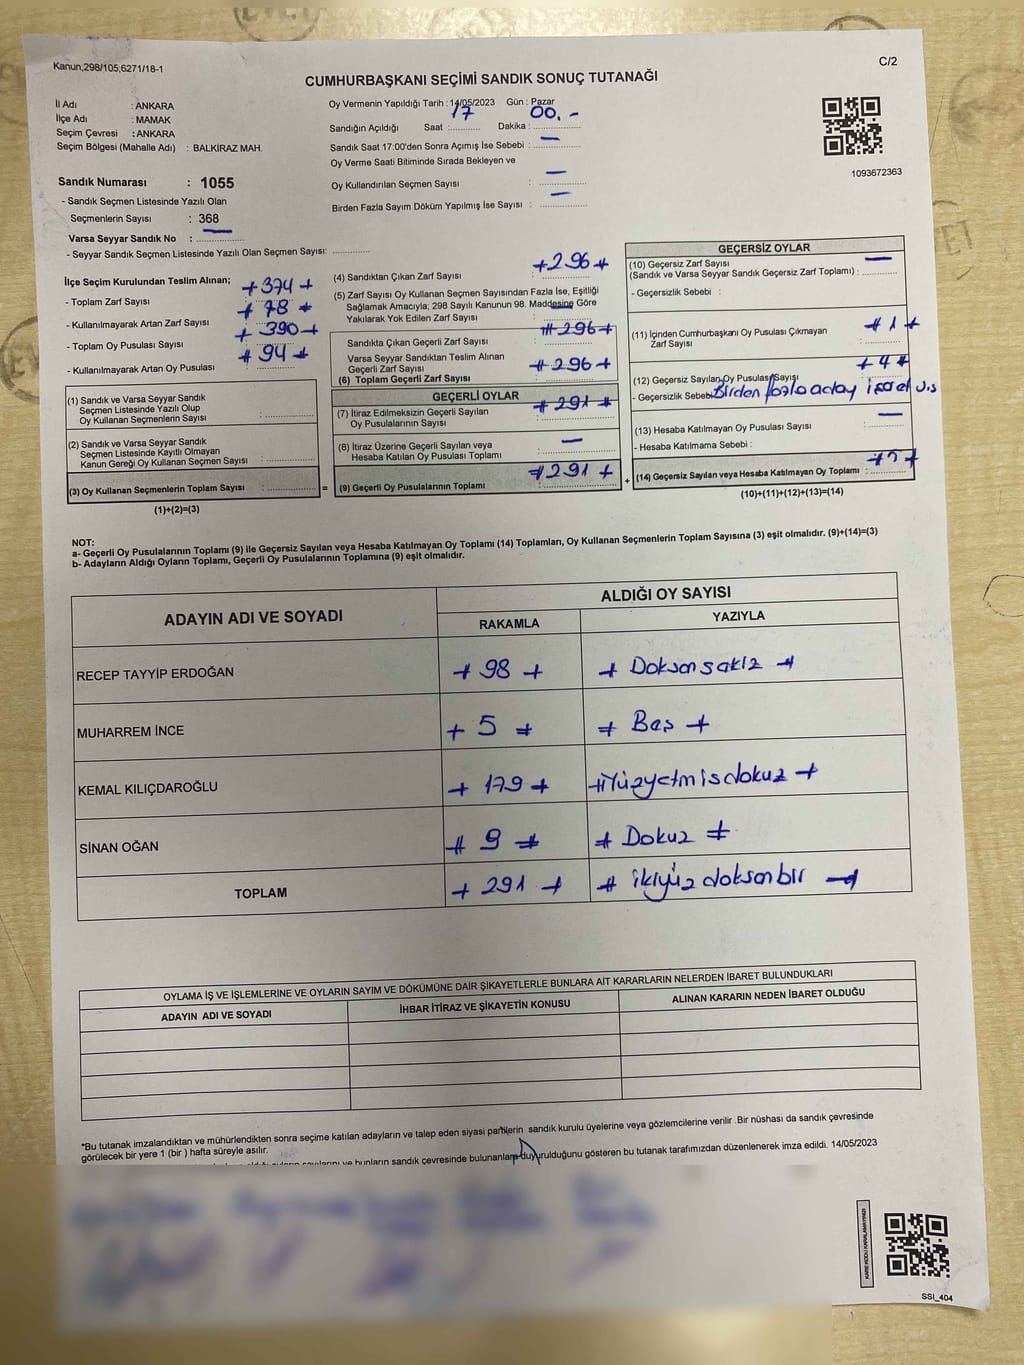 Kanun;298/105;6271/18-1
C/2
CUMHURBAŞKANI SEÇİMİ SANDIK SONUÇ TUTANAĞI
İl Adı : ANKARA
İlçe Adı : MAMAK
Seçim Çevresi : ANKARA
Seçim Bölgesi (Mahalle Adı) : BALKİRAZ MAH.
Oy Vermenin Yapıldığı Tarih : 14/05/2023 Gün : Pazar
Sandığın Açıldığı Saat : 17 Dakika : 00. -
Sandık Saat 17:00'den Sonra Açımış İse Sebebi : —
Oy Verme Saati Bitiminde Sırada Bekleyen ve
Oy Kullandırılan Seçmen Sayısı : —
Birden Fazla Sayım Döküm Yapılmış İse Sayısı : —
1093672363
Sandık Numarası : 1055
- Sandık Seçmen Listesinde Yazılı Olan
Seçmenlerin Sayısı : 368
Varsa Seyyar Sandık No : —
- Seyyar Sandık Seçmen Listesinde Yazılı Olan Seçmen Sayısı:
İlçe Seçim Kurulundan Teslim Alınan;
- Toplam Zarf Sayısı + 374 +
- Kullanılmayarak Artan Zarf Sayısı + 78 +
- Toplam Oy Pusulası Sayısı + 390 +
- Kullanılmayarak Artan Oy Pusulası + 94 +
(1) Sandık ve Varsa Seyyar Sandık
Seçmen Listesinde Yazılı Olup
Oy Kullanan Seçmenlerin Sayısı :
(2) Sandık ve Varsa Seyyar Sandık
Seçmen Listesinde Kayıtlı Olmayan
Kanun Gereği Oy Kullanan Seçmen Sayısı :
(3) Oy Kullanan Seçmenlerin Toplam Sayısı : =
(1)+(2)=(3)
(4) Sandıktan Çıkan Zarf Sayısı : + 296 +
(5) Zarf Sayısı Oy Kullanan Seçmen Sayısından Fazla İse, Eşitliği
Sağlamak Amacıyla; 298 Sayılı Kanunun 98. Maddesine Göre
Yakılarak Yok Edilen Zarf Sayısı : —
Sandıkta Çıkan Geçerli Zarf Sayısı : + 296 +
Varsa Seyyar Sandıktan Teslim Alınan
Geçerli Zarf Sayısı :
(6) Toplam Geçerli Zarf Sayısı : + 296 +
GEÇERLİ OYLAR
(7) İtiraz Edilmeksizin Geçerli Sayılan
Oy Pusulasının Sayısı : + 291 +
(8) İtiraz Üzerine Geçerli Sayılan veya
Hesaba Katılan Oy Pusulası Toplamı : —
(9) Geçerli Oy Pusulalarının Toplamı : + 291 +
+
GEÇERSİZ OYLAR
(10) Geçersiz Zarf Sayısı —
(Sandık ve Varsa Seyyar Sandık Geçersiz Zarf Toplamı) :
- Geçersizlik Sebebi :
(11) İçinden Cumhurbaşkanı Oy Pusulası Çıkmayan
Zarf Sayısı : + 1 +
(12) Geçersiz Sayılan Oy Pusulası Sayısı + 4 +
- Geçersizlik Sebebi Birden fazla aday işaret
(13) Hesaba Katılmayan Oy Pusulası Sayısı : —
- Hesaba Katılmama Sebebi :
(14) Geçersiz Sayılan veya Hesaba Katılmayan Oy Toplamı :
(10)+(11)+(12)+(13)=(14)
NOT:
a- Geçerli Oy Pusulalarının Toplamı (9) ile Geçersiz Sayılan veya Hesaba Katılmayan Oy Toplamı (14) Toplamları, Oy Kullanan Seçmenlerin Toplam Sayısına (3) eşit olmalıdır. (9)+(14)=(3)
b- Adayların Aldığı Oyların Toplamı, Geçerli Oy Pusulalarının Toplamına (9) eşit olmalıdır.
ADAYIN ADI VE SOYADI ALDIĞI OY SAYISI
RAKAMLA YAZIYLA
RECEP TAYYİP ERDOĞAN + 98 + + Doksansakiz +
MUHARREM İNCE + 5 + + Beş +
KEMAL KILIÇDAROĞLU + 179 + + Yüzyetmisdokuz +
SİNAN OĞAN + 9 + + Dokuz +
TOPLAM + 291 + + ikiyüz doksanbir +
OYLAMA İŞ VE İŞLEMLERİNE VE OYLARIN SAYIM VE DÖKÜMÜNE DAİR ŞİKAYETLERLE BUNLARA AİT KARARLARIN NELERDEN İBARET BULUNDUKLARI
ADAYIN ADI VE SOYADI İHBAR İTİRAZ VE ŞİKAYETİN KONUSU ALINAN KARARIN NEDEN İBARET OLDUĞU
*Bu tutanak imzalandıktan ve mühürlendikten sonra seçime katılan adayların ve talep eden siyasi partilerin sandık kurulu üyelerine veya gözlemcilerine verilir .Bir nüshası da sandık çevresinde
görülecek bir yere 1 (bir ) hafta süreyle asılır.
ve bunların sandık çevresinde bulunanlara duyurulduğunu gösteren bu tutanak tarafımızdan düzenlenerek imza edildi. 14/05/2023
KARE KODU KARALAMAYINIZ!
SSI_404
EVET